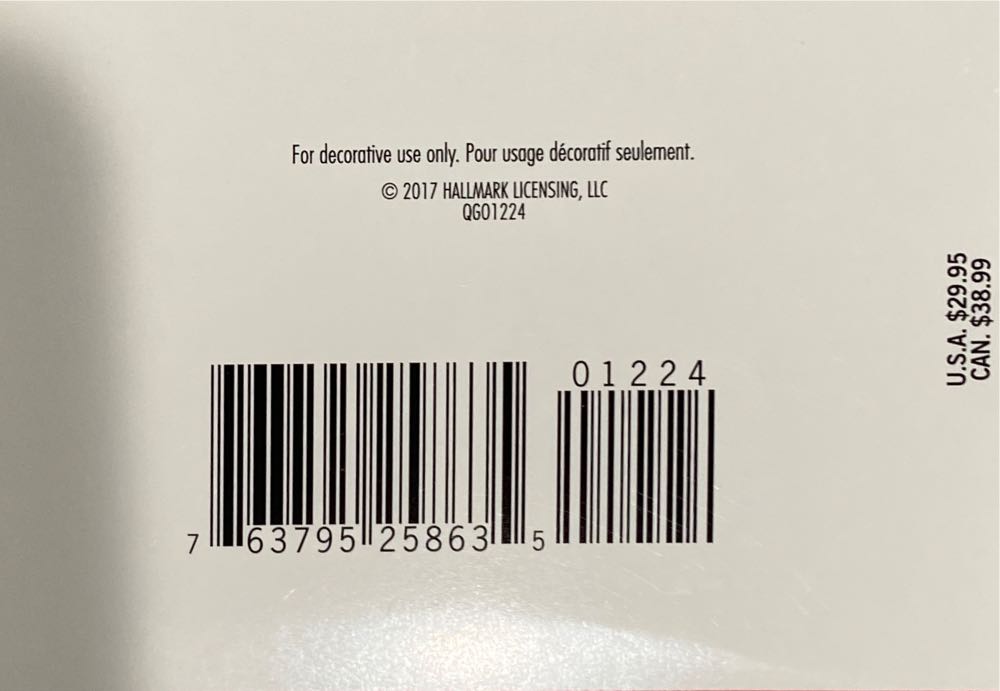 For decorative use only. Pour usage décoratif seulement.
© 2017 HALLMARK LICENSING, LLC
QGO1224
U.S.A. $29.95
CAN. $38.99
01224
7 63795 25863 5